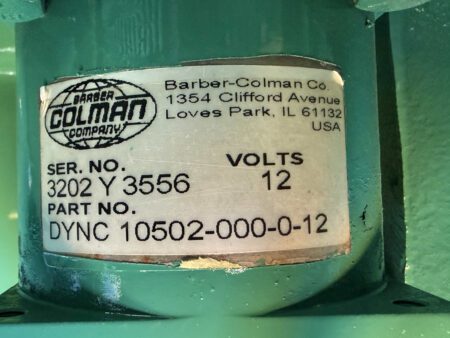 BARBER
COLMAN
COMPANY
Barber-Colman Co.
1354 Clifford Avenue
Loves Park, IL 61132
USA
SER. NO.
3202 Y 3556
VOLTS
12
PART NO.
DYNC 10502-000-0-12